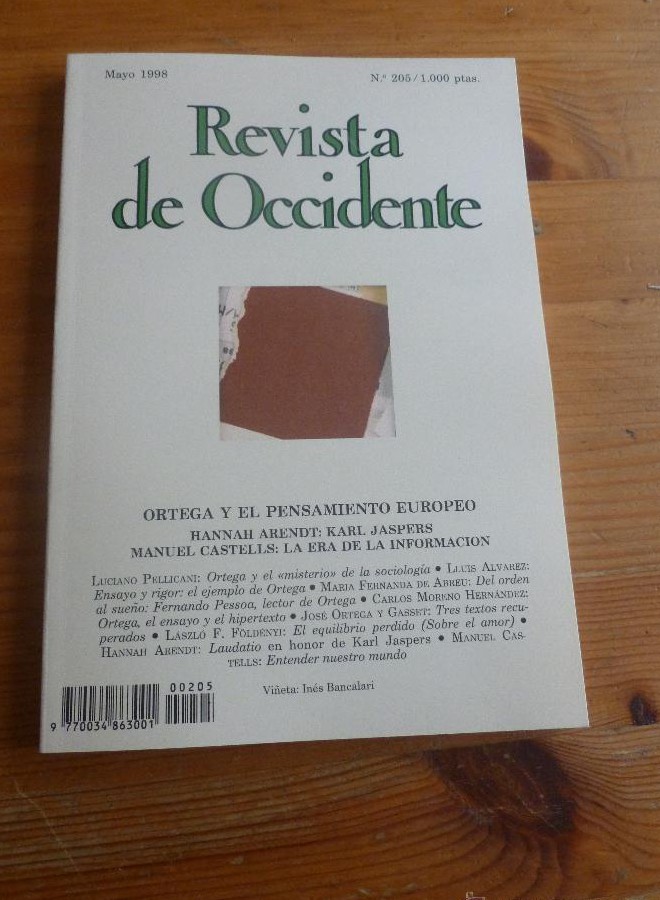 Mayo 1998
N.º 205 / 1.000 ptas.
Revista
de Occidente
ORTEGA Y EL PENSAMIENTO EUROPEO
HANNAH ARENDT: KARL JASPERS
MANUEL CASTELLS: LA ERA DE LA INFORMACION
LUCIANO PELLICANI: Ortega y el «misterio» de la sociología • LLUIS ALVAREZ:
Ensayo y rigor: el ejemplo de Ortega • MARIA FERNANDA DE ABREU: Del orden
al sueño: Fernando Pessoa, lector de Ortega • CARLOS MORENO HERNÁNDEZ:
Ortega, el ensayo y el hipertexto • JOSÉ ORTEGA Y GASSET: Tres textos recu-
perados • LÁSZLÓ F. FÖLDÉNYI: El equilibrio perdido (Sobre el amor) •
HANNAH ARENDT: Laudatio en honor de Karl Jaspers • MANUEL CAS-
TELLS: Entender nuestro mundo
Viñeta: Inés Bancalari
00205
9 770034 863001